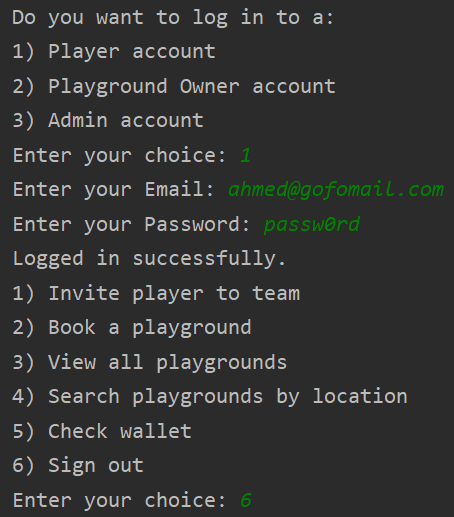 Do you want to log in to a:
1) Player account
2) Playground Owner account
3) Admin account
Enter your choice: 1
Enter your Email: ahmed@gofomail.com
Enter your Password: passw0rd
Logged in successfully.
1) Invite player to team
2) Book a playground
3) View all playgrounds
4) Search playgrounds by location
5) Check wallet
6) Sign out
Enter your choice: 6